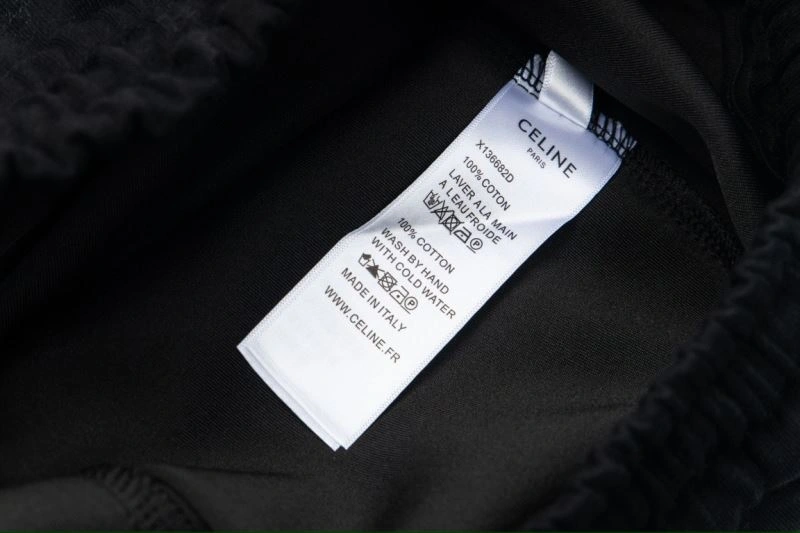 CELINE
PARIS
X136682D
100% COTON
LAVER ALA MAIN
A LEAU FROIDE
100% COTTON
WASH BY HAND
WITH COLD WATER
MADE IN ITALY
WWW.CELINE.FR